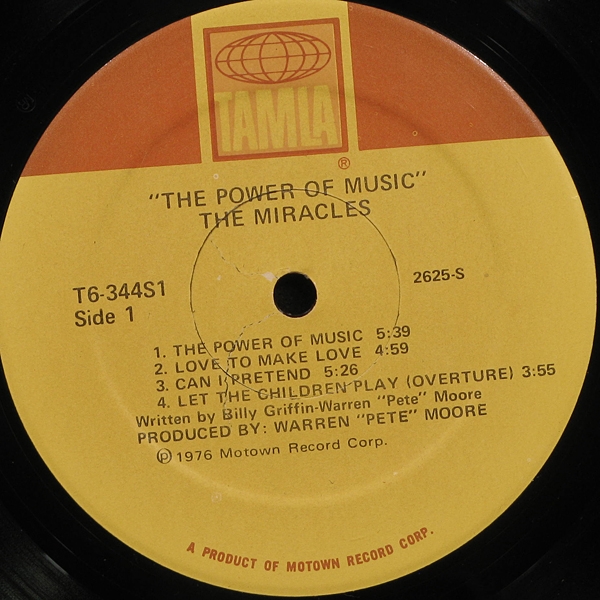 TAMLA
®
"THE POWER OF MUSIC"
THE MIRACLES
T6-344S1
Side 1
2625-S
1. THE POWER OF MUSIC 5:39
2. LOVE TO MAKE LOVE 4:59
3. CAN I PRETEND 5:26
4. LET THE CHILDREN PLAY (OVERTURE) 3:55
Written by Billy Griffin-Warren "Pete" Moore
PRODUCED BY: WARREN "PETE" MOORE
℗ 1976 Motown Record Corp.
A PRODUCT OF MOTOWN RECORD CORP.